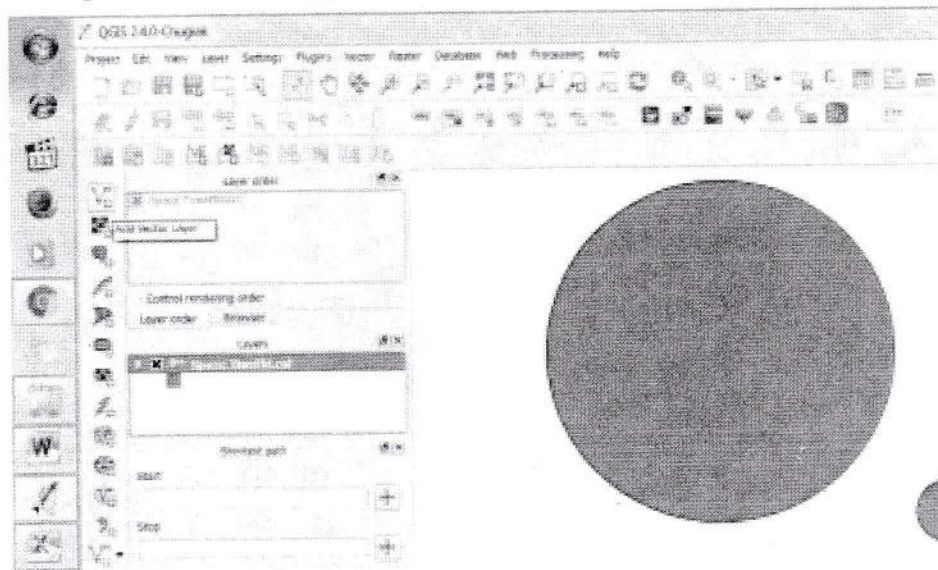 QGIS 2.4.0-Chugiak
Project Edit View Layer Settings Plugins Vector Raster Database Web Processing Help
Layer order
Add Vector Layer
Control rendering order
Layer order Browser
Layers
Shortest path
Start
Stop